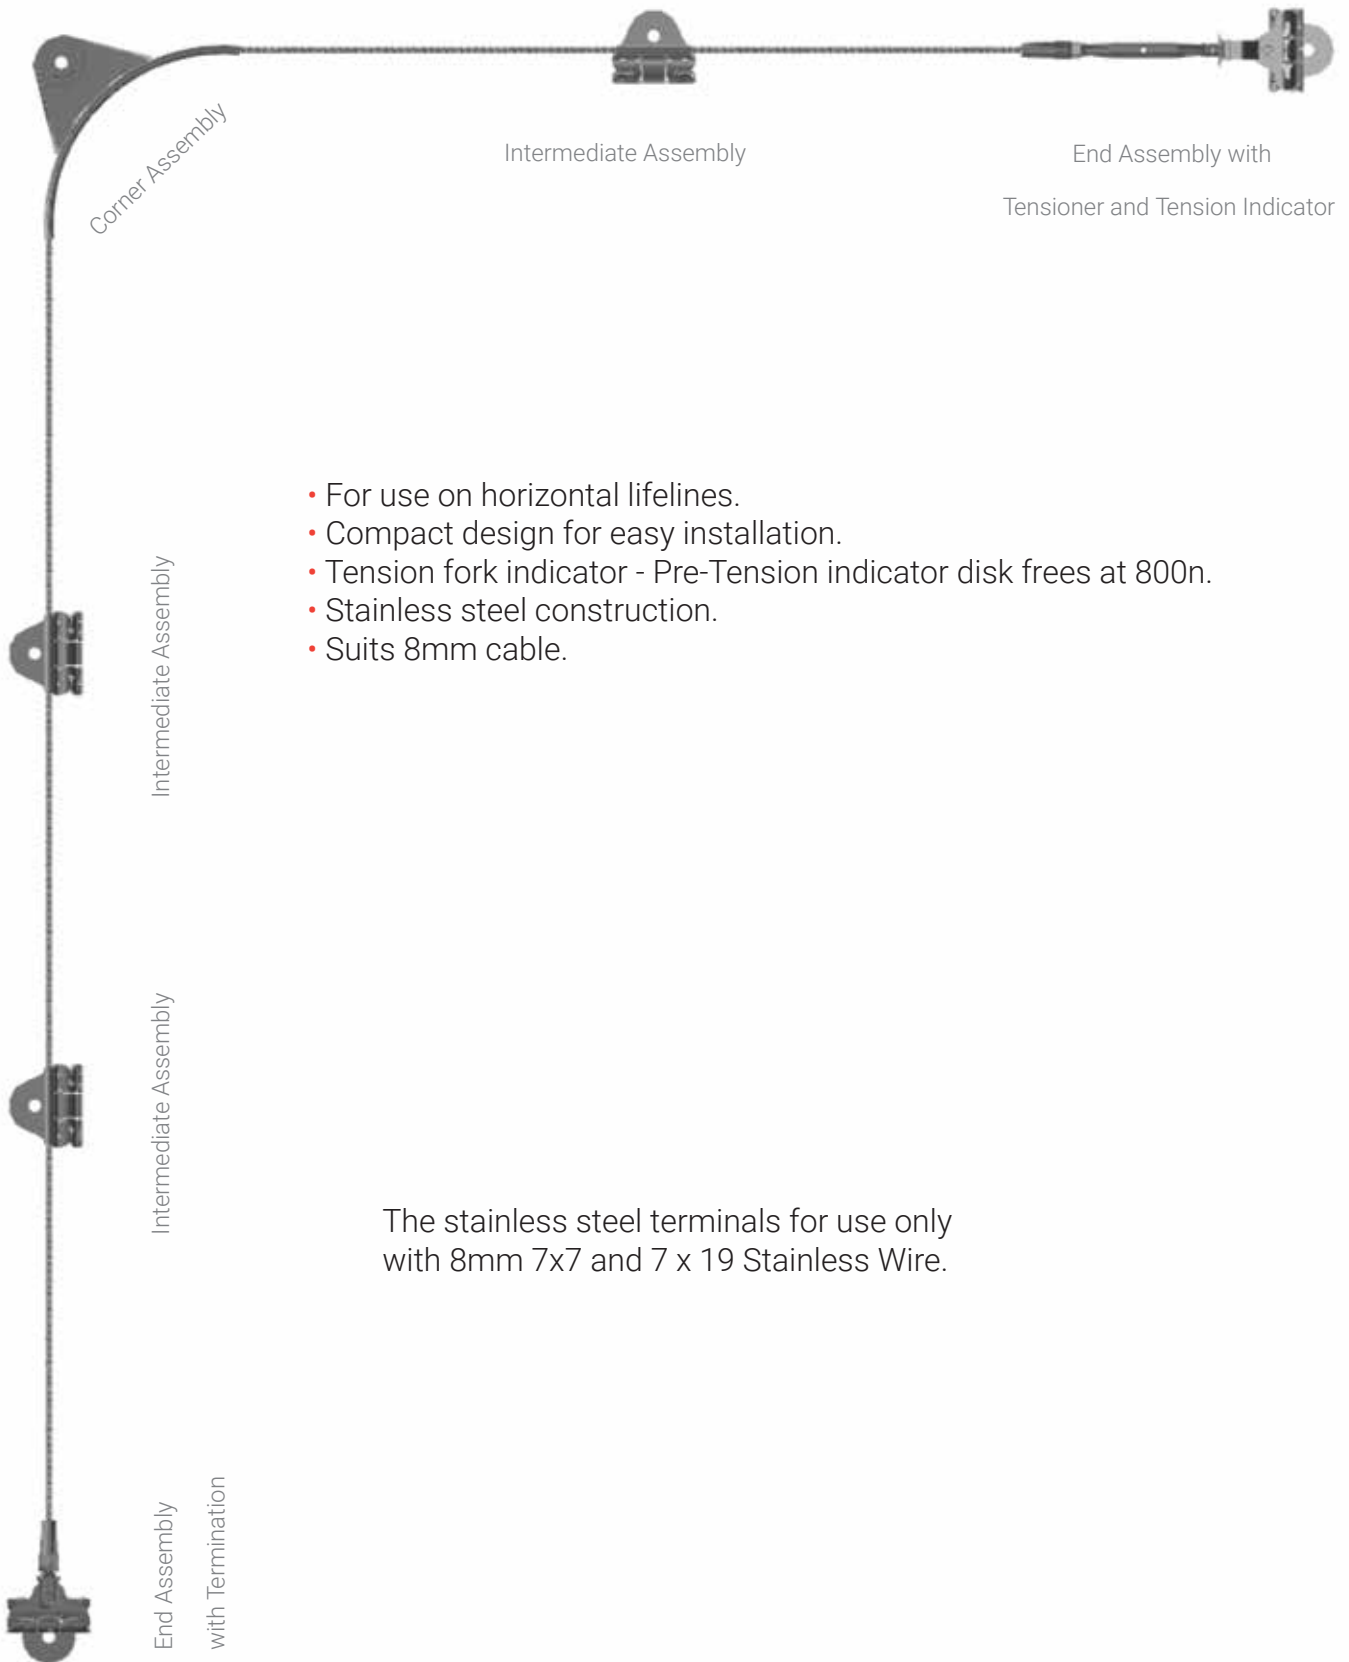 Corner Assembly
Intermediate Assembly
End Assembly with
Tensioner and Tension Indicator
• For use on horizontal lifelines.
• Compact design for easy installation.
• Tension fork indicator - Pre-Tension indicator disk frees at 800n.
• Stainless steel construction.
• Suits 8mm cable.
Intermediate Assembly
Intermediate Assembly
The stainless steel terminals for use only
with 8mm 7x7 and 7 x 19 Stainless Wire.
End Assembly
with Termination